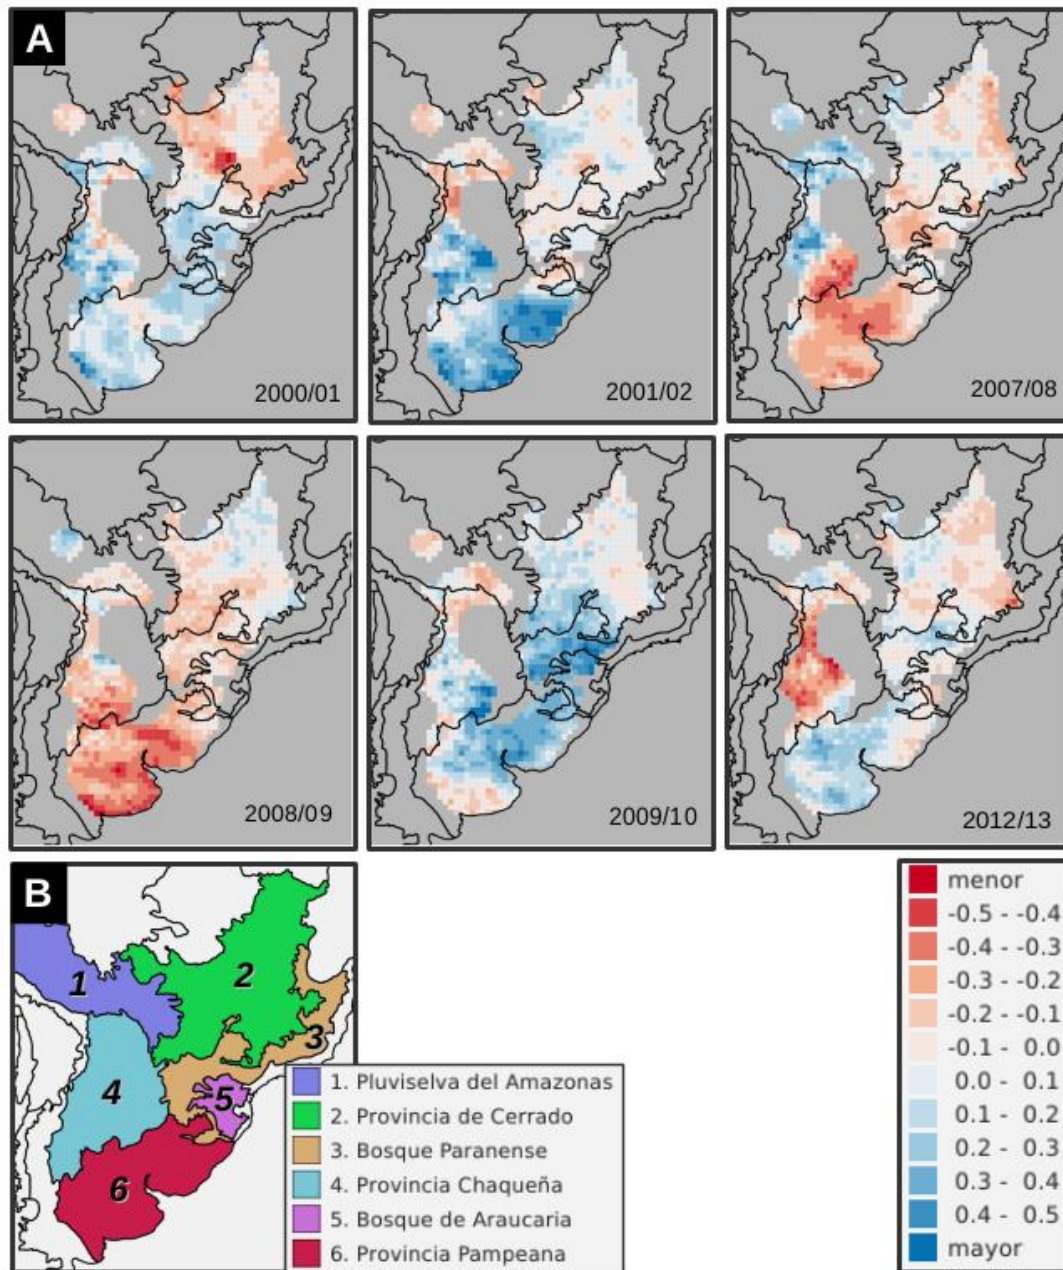 A
2000/01
2001/02
2007/08
2008/09
2009/10
2012/13
B
1
2
3
4
5
6
1. Pluviselva del Amazonas
2. Provincia de Cerrado
3. Bosque Paranense
4. Provincia Chaqueña
5. Bosque de Araucaria
6. Provincia Pampeana
menor
-0.5 - -0.4
-0.4 - -0.3
-0.3 - -0.2
-0.2 - -0.1
-0.1 - 0.0
0.0 - 0.1
0.1 - 0.2
0.2 - 0.3
0.3 - 0.4
0.4 - 0.5
mayor